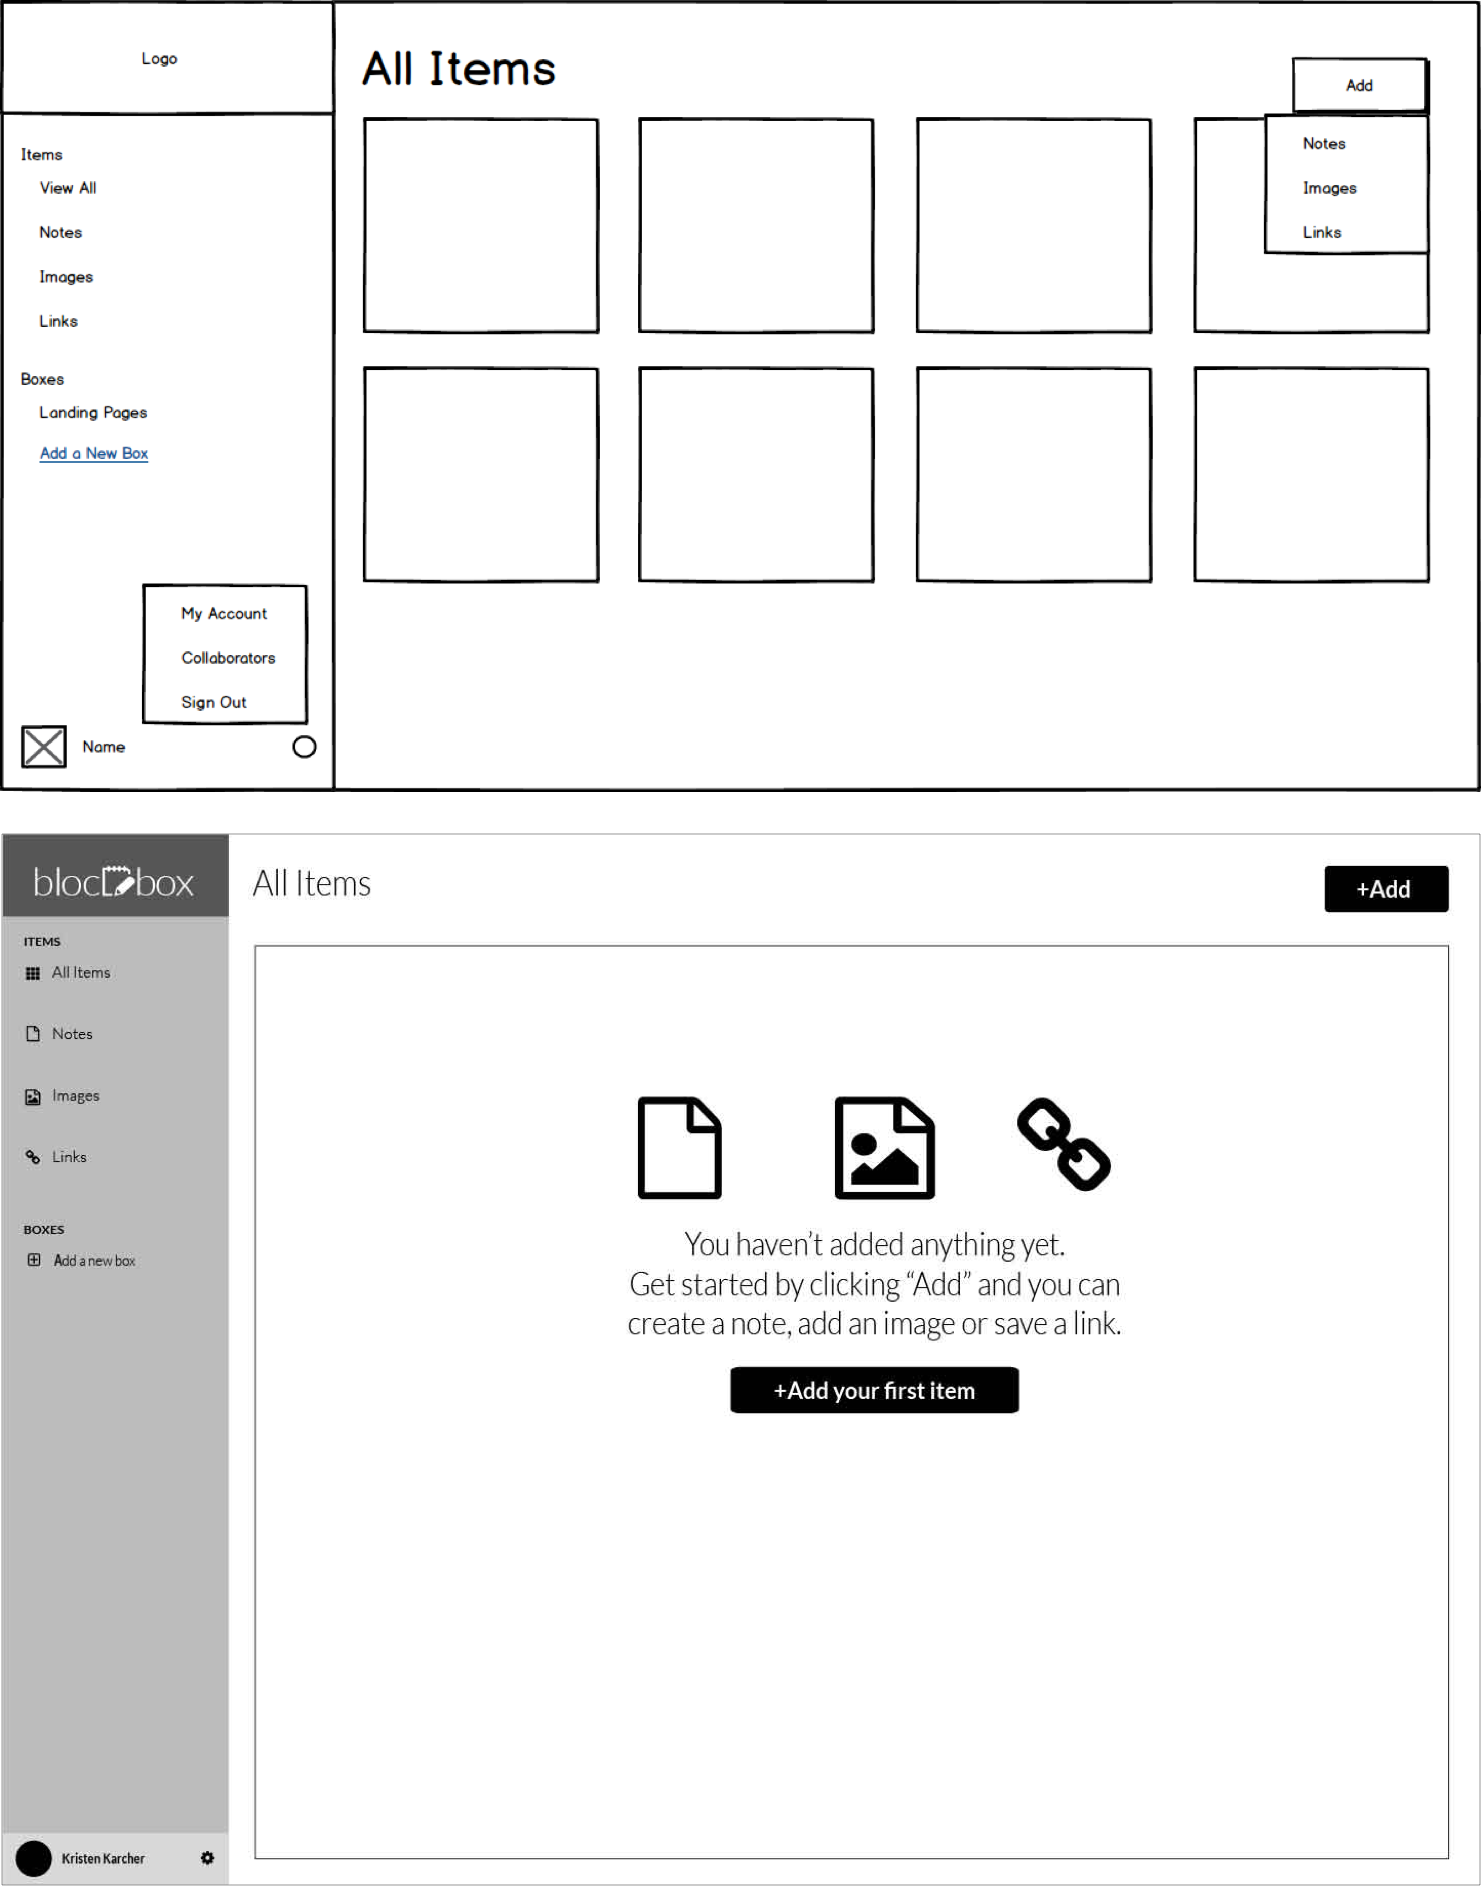 Logo
All Items
Add
Notes
Images
Links
Items
View All
Notes
Images
Links
Boxes
Landing Pages
Add a New Box
My Account
Collaborators
Sign Out
Name
blocbox
All Items
+Add
ITEMS
All Items
Notes
Images
Links
BOXES
Add a new box
You haven’t added anything yet.
Get started by clicking “Add” and you can
create a note, add an image or save a link.
+Add your first item
Kristen Karcher